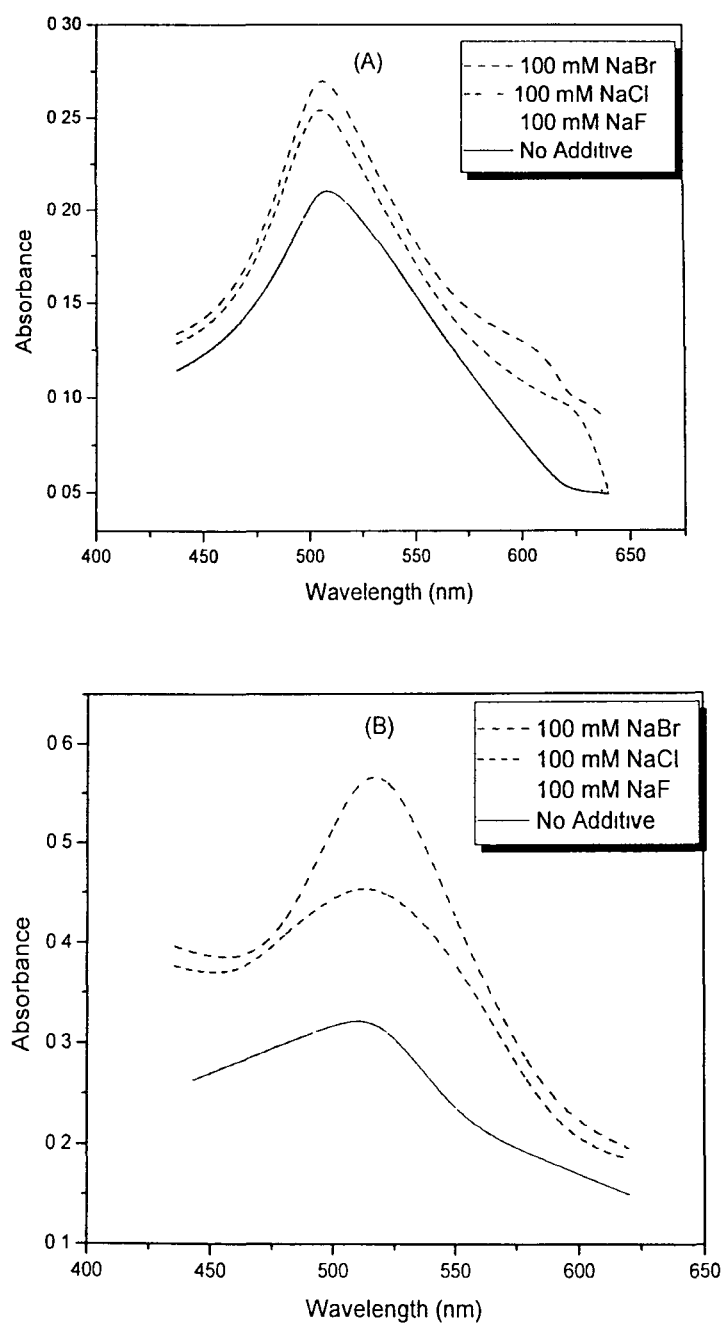 0 30
(A)
100 mM NaBr
100 mM NaCl
100 mM NaF
No Additive
0 25
0 20
0 15
0 10
0 05
Absorbance
400 450 500 550 600 650
Wavelength (nm)
(B)
100 mM NaBr
100 mM NaCl
100 mM NaF
No Additive
0 6
0 5
0 4
0 3
0 2
0 1
Absorbance
400 450 500 550 600 650
Wavelength (nm)